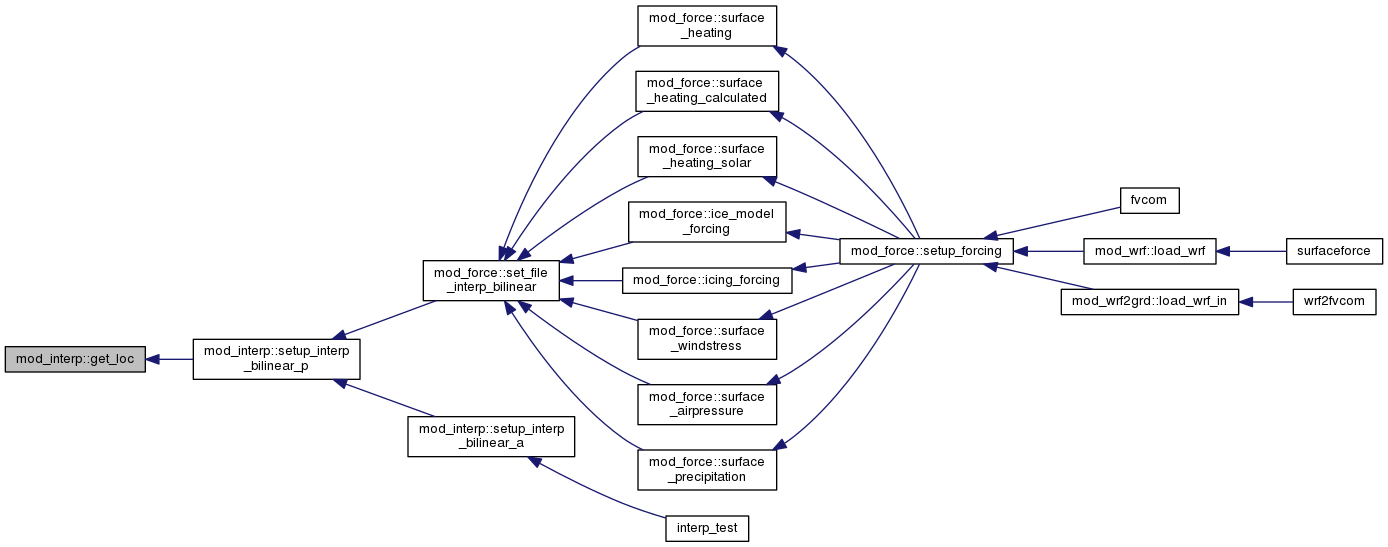 mod_force::surface
_heating
mod_force::surface
_heating_calculated
mod_force::surface
_heating_solar
mod_force::ice_model
_forcing
mod_force::icing_forcing
mod_force::surface
_windstress
mod_force::surface
_airpressure
mod_force::surface
_precipitation
mod_force::set_file
_interp_bilinear
mod_interp::get_loc
mod_interp::setup_interp
_bilinear_p
mod_interp::setup_interp
_bilinear_a
interp_test
mod_force::setup_forcing
fvcom
mod_wrf::load_wrf
surfaceforce
mod_wrf2grd::load_wrf_in
wrf2fvcom